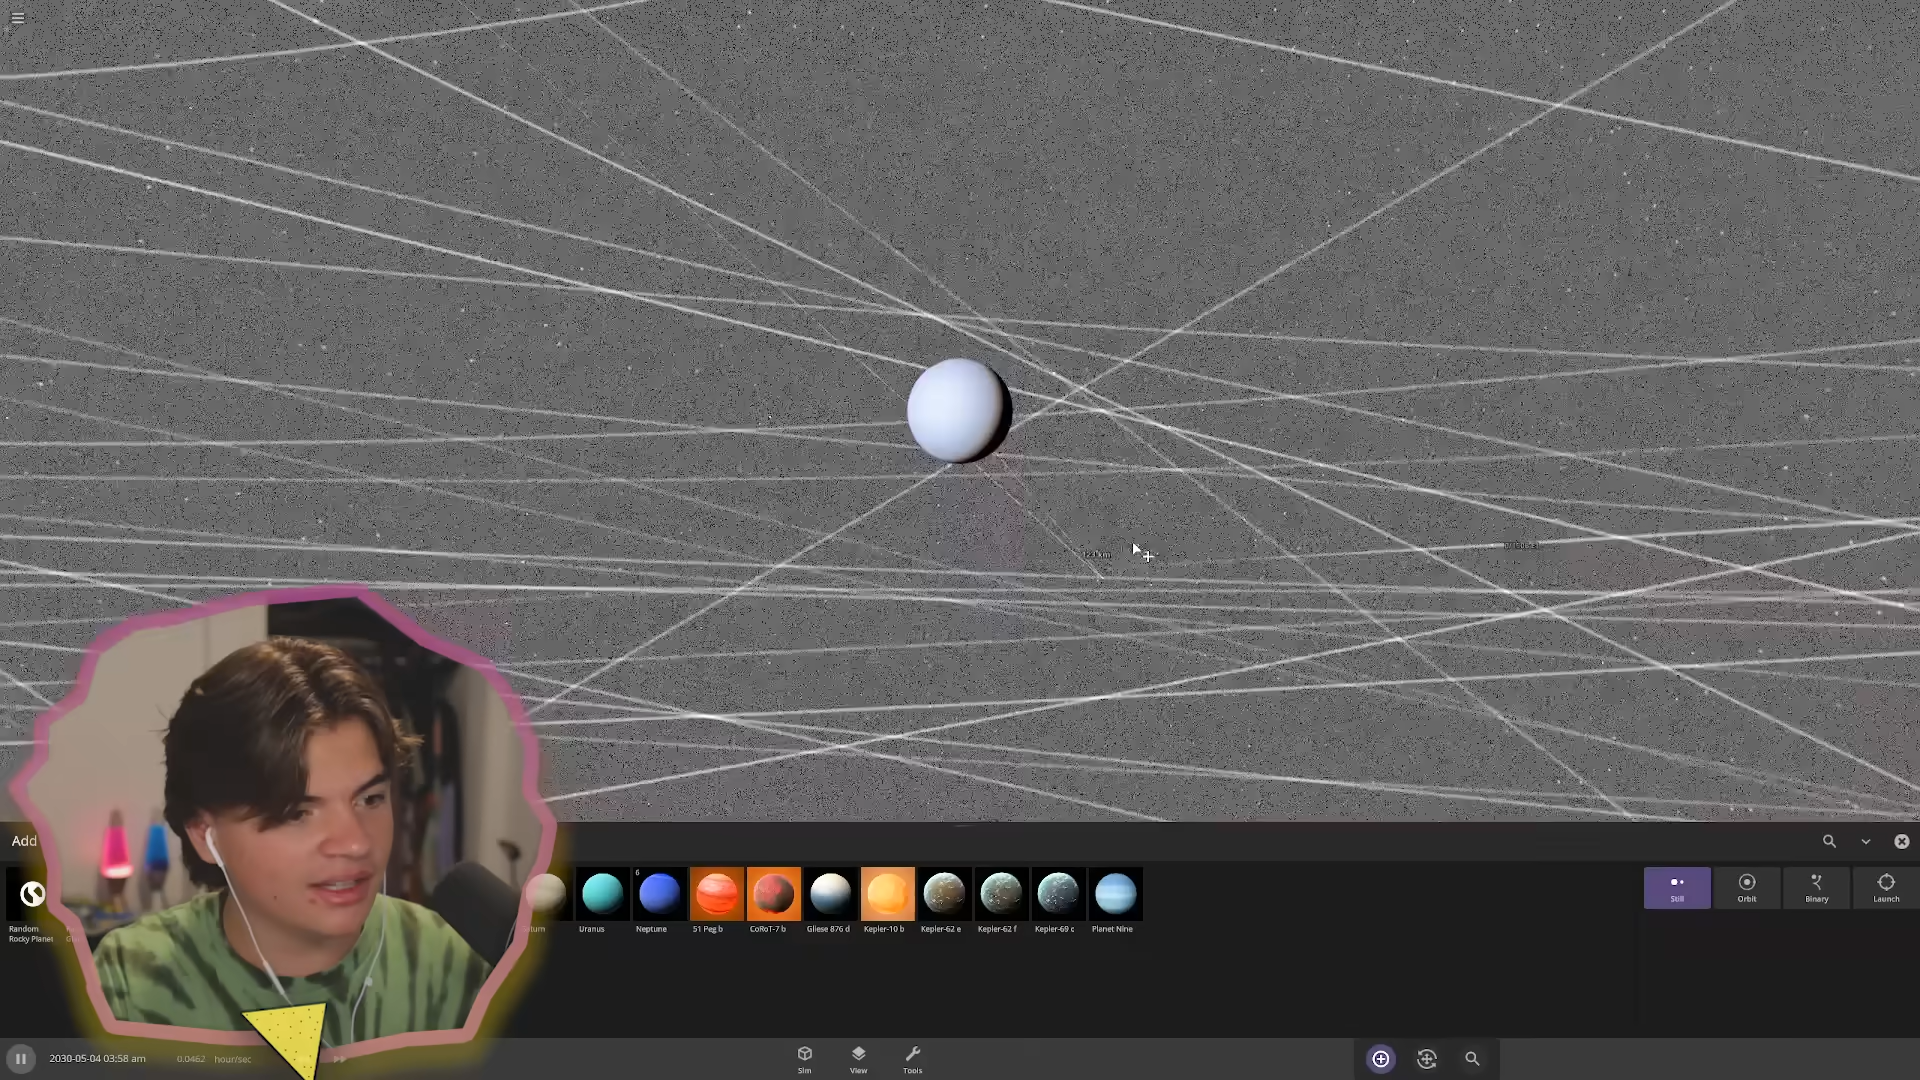 Add
Random
Rocky Planet
Uranus
6
Neptune
51 Peg b
CoRoT-7 b
Gliese 876 d
Kepler-10 b
Kepler-62 e
Kepler-62 f
Kepler-69 c
Planet Nine
Still
Orbit
Binary
Launch
2030-05-04 03:58 am
0.0462 hour/sec
Sim
View
Tools